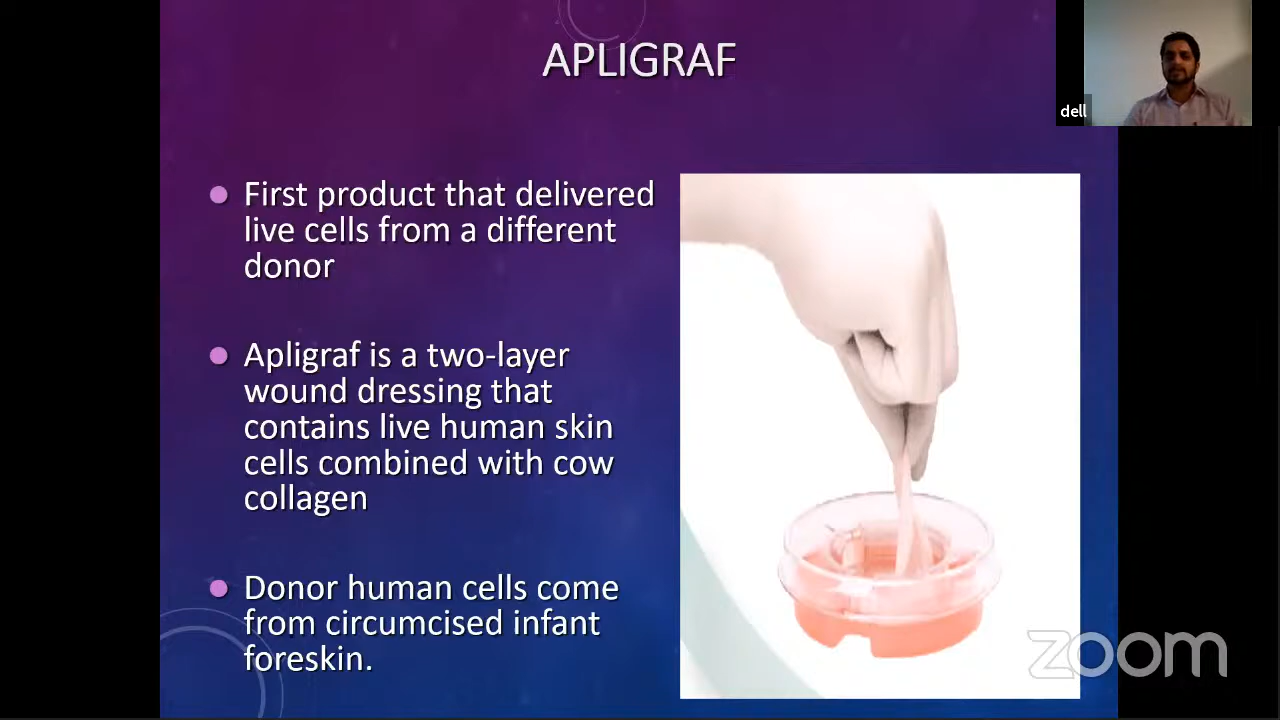 APLIGRAF
dell
First product that delivered
live cells from a different
donor
Apligraf is a two-layer
wound dressing that
contains live human skin
cells combined with cow
collagen
Donor human cells come
from circumcised infant
foreskin.
zoom